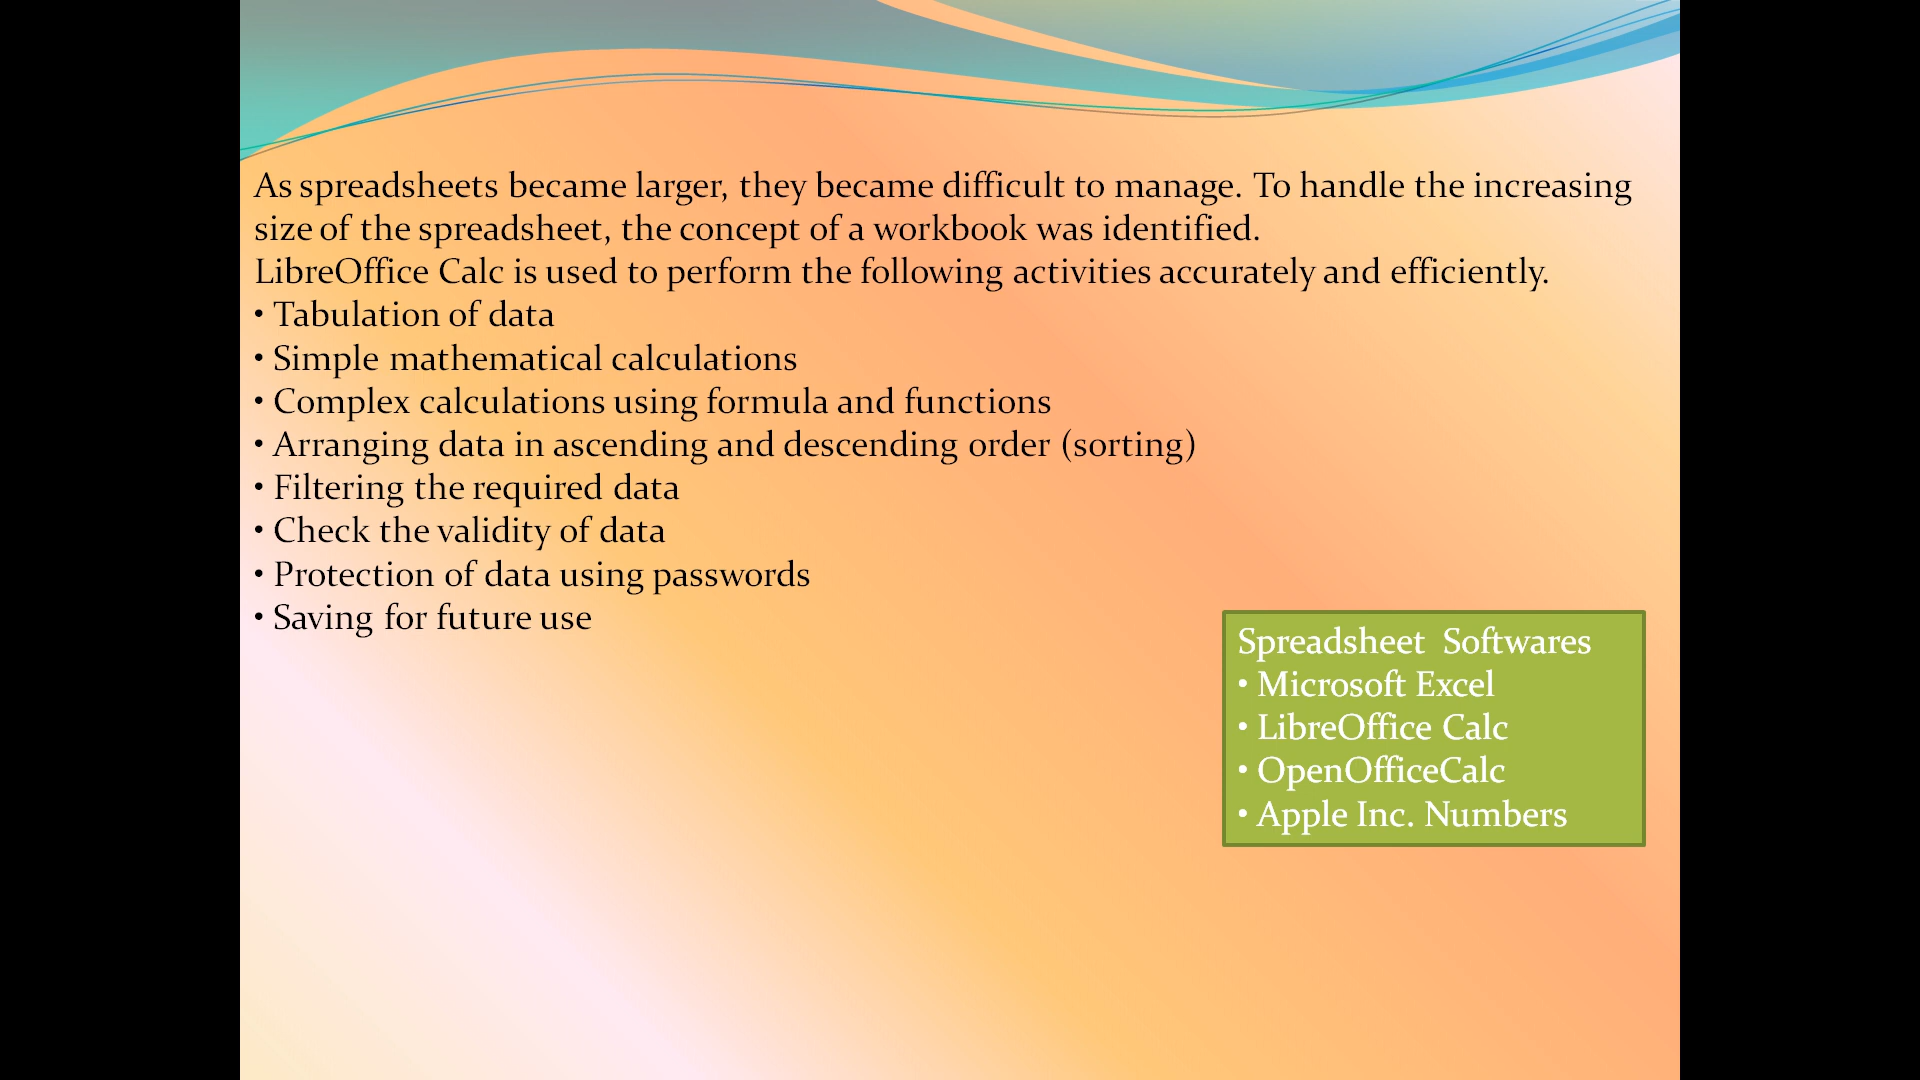 As spreadsheets became larger, they became difficult to manage. To handle the increasing
size of the spreadsheet, the concept of a workbook was identified.
LibreOffice Calc is used to perform the following activities accurately and efficiently.
• Tabulation of data
• Simple mathematical calculations
• Complex calculations using formula and functions
• Arranging data in ascending and descending order (sorting)
• Filtering the required data
• Check the validity of data
• Protection of data using passwords
• Saving for future use
Spreadsheet  Softwares
• Microsoft Excel
• LibreOffice Calc
• OpenOfficeCalc
• Apple Inc. Numbers